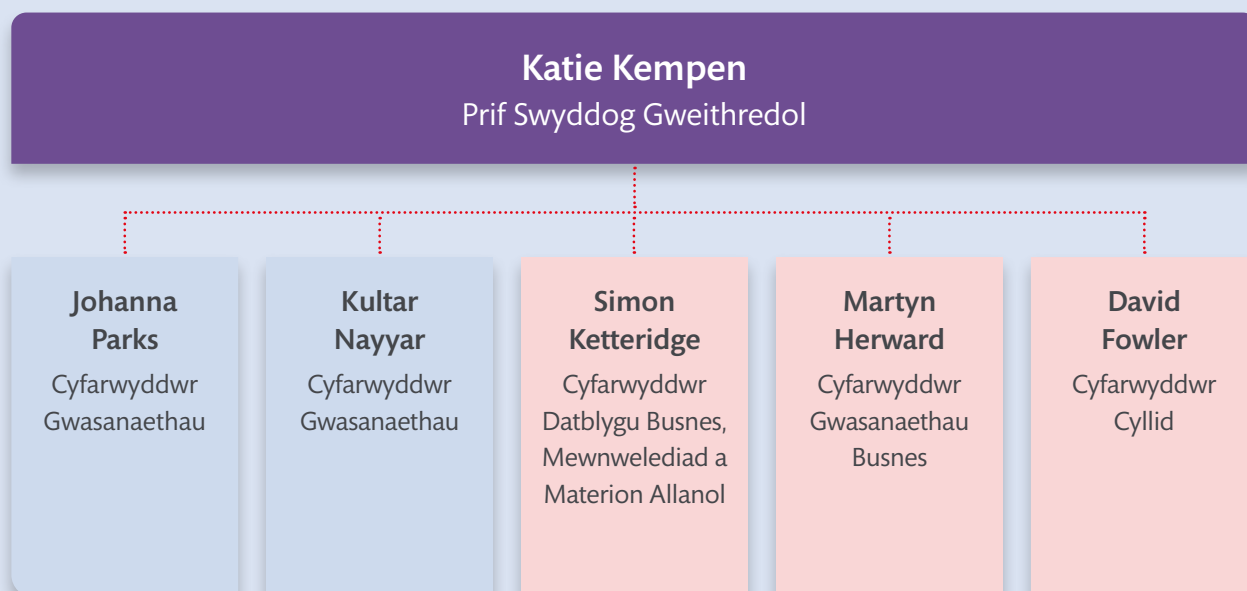 Katie Kempen
Prif Swyddog Gweithredol
Johanna
Parks
Cyfarwyddwr
Gwasanaethau
Kultar
Nayyar
Cyfarwyddwr
Gwasanaethau
Simon
Ketteridge
Cyfarwyddwr
Datblygu Busnes,
Mewnwelediad a
Materion Allanol
Martyn
Herward
Cyfarwyddwr
Gwasanaethau
Busnes
David
Fowler
Cyfarwyddwr
Cyllid